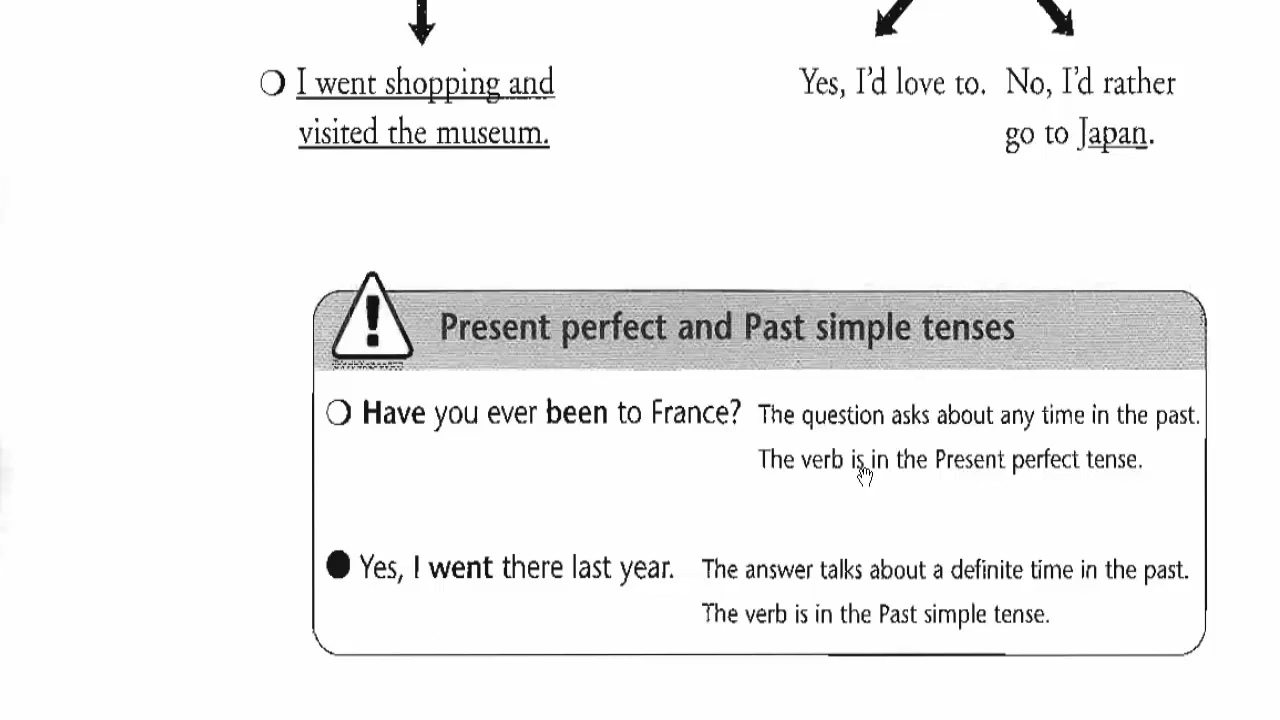 I went shopping and
visited the museum.
Yes, I'd love to.
No, I'd rather
go to Japan.
Present perfect and Past simple tenses
Have you ever been to France?
The question asks about any time in the past.
The verb is in the Present perfect tense.
Yes, I went there last year.
The answer talks about a definite time in the past.
The verb is in the Past simple tense.